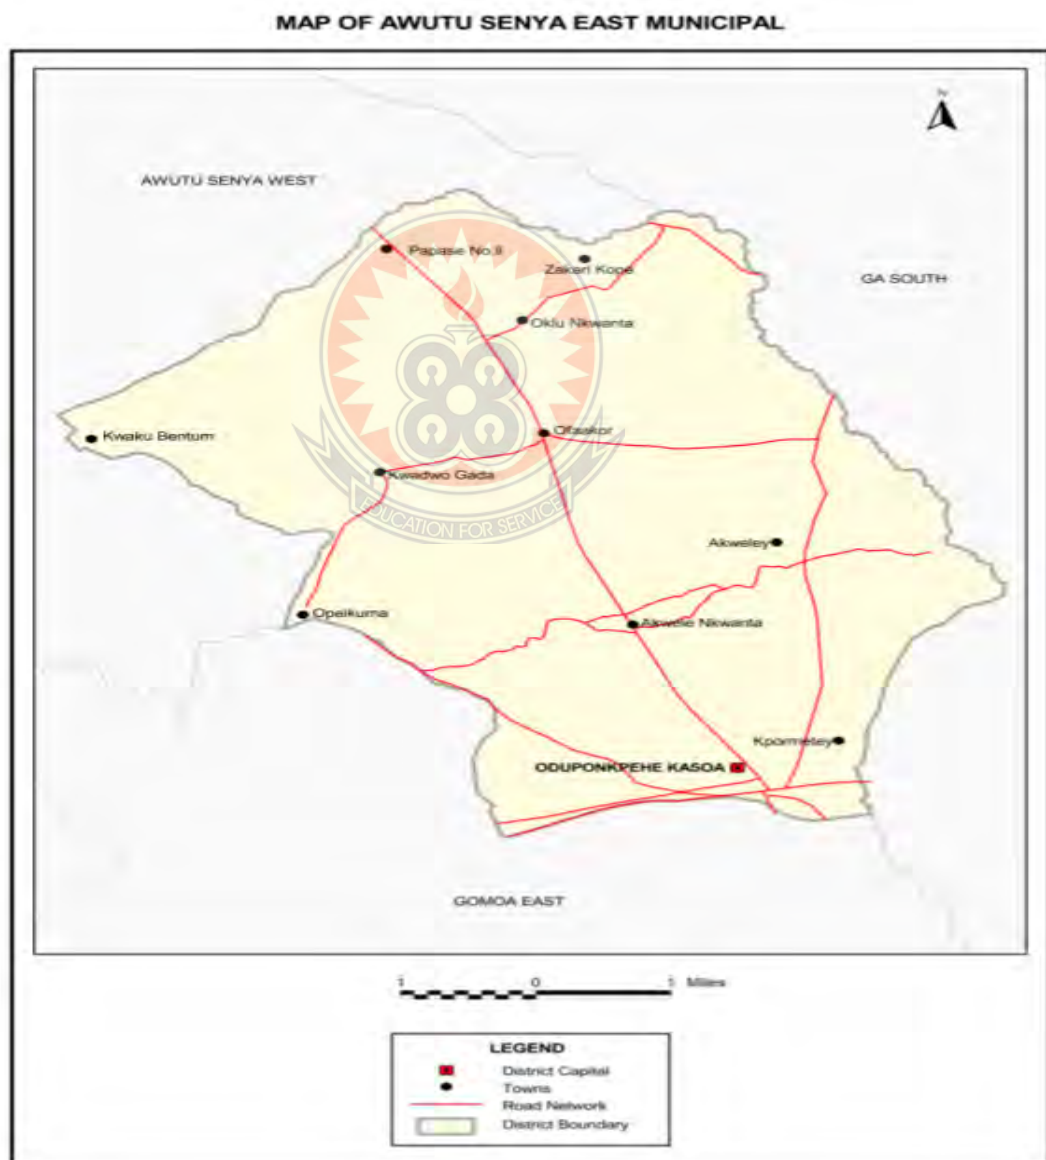 MAP OF AWUTU SENYA EAST MUNICIPAL
N
AWUTU SENYA WEST
Papase No.II
Zakari Kope
GA SOUTH
Oklu Nkwanta
Kwaku Bentum
Ofaakor
Kwadwo Gada
EDUCATION FOR SERVICE
Akweley
Opeikuma
Akwele Nkwanta
Kpormetey
ODUPONKPEHE KASOA
GOMOA EAST
1 0 1 Miles
LEGEND
District Capital
Towns
Road Network
District Boundary